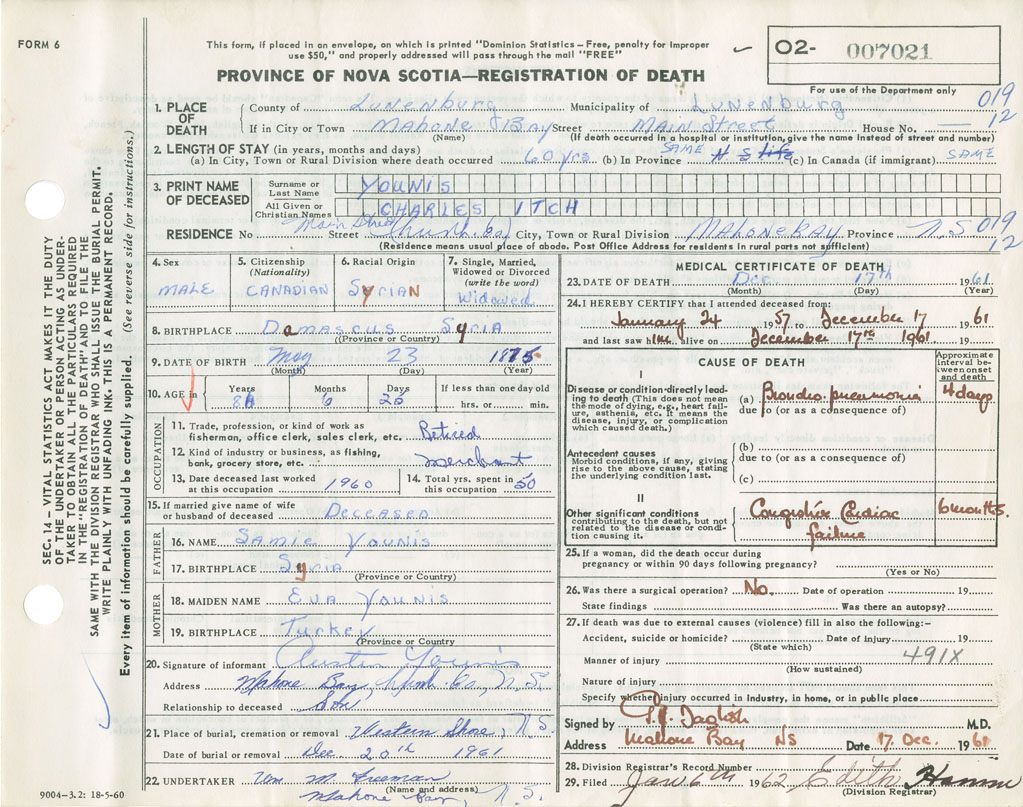 FORM 6
This form, if placed in an envelope, on which is printed "Dominion Statistics – Free, penalty for improper
use $50," and properly addressed will pass through the mail "FREE"
02- 007021
For use of the Department only
PROVINCE OF NOVA SCOTIA—REGISTRATION OF DEATH
SEC. 14 – VITAL STATISTICS ACT MAKES IT THE DUTY
OF THE UNDERTAKER OR PERSON ACTING AS UNDER-
TAKER TO OBTAIN ALL THE PARTICULARS REQUIRED
IN THE "REGISTRATION OF DEATH" AND TO FILE THE
SAME WITH THE DIVISION REGISTRAR WHO SHALL ISSUE THE BURIAL PERMIT.
WRITE PLAINLY WITH UNFADING INK. THIS IS A PERMANENT RECORD.
Every item of information should be carefully supplied. (See reverse side for instructions.)
1. PLACE OF DEATH
County of Lunenburg Municipality of Lunenburg 019
If in City or Town Mahone Bay Street Main Street House No. 12
(Name) (If death occurred in a hospital or institution, give the name instead of street and number)
2. LENGTH OF STAY (in years, months and days)
(a) In City, Town or Rural Division where death occurred 60 yrs (b) In Province SAME N S life (c) In Canada (if immigrant) SAME
3. PRINT NAME OF DECEASED
Surname or Last Name YOUNIS
All Given or Christian Names CHARLES ITCH
RESIDENCE No Main Street Street City, Town or Rural Division MAHONE BAY Province N.S 019
12
(Residence means usual place of abode. Post Office Address for residents in rural parts not sufficient)
4. Sex MALE
5. Citizenship (Nationality) CANADIAN
6. Racial Origin SYRIAN
7. Single, Married, Widowed or Divorced (write the word) Widowed
8. BIRTHPLACE Damascus Syria
(Province or Country)
9. DATE OF BIRTH May 23 1875
(Month) (Day) (Year)
10. AGE in Years Months 6 Days If less than one day old hrs. or min.
OCCUPATION
11. Trade, profession, or kind of work as
fisherman, office clerk, sales clerk, etc. Retired
12. Kind of industry or business, as fishing,
bank, grocery store, etc. merchant
13. Date deceased last worked at this occupation 1960
14. Total yrs. spent in this occupation 50
15. If married give name of wife
or husband of deceased DECEASED
FATHER
16. NAME SAMIE YOUNIS
17. BIRTHPLACE Syria
(Province or Country)
MOTHER
18. MAIDEN NAME EVA YOUNIS
19. BIRTHPLACE Turkey
(Province or Country)
20. Signature of informant Austin Younis
Address Mahone Bay, Lunb. Co., N.S.
Relationship to deceased Son
21. Place of burial, cremation or removal Western Shore, N.S.
Date of burial or removal Dec. 20th 1961
22. UNDERTAKER Wm. M. Freeman
(Name and address)
Mahone Bay, N.S.
9004–3.2: 18-5-60
MEDICAL CERTIFICATE OF DEATH
23. DATE OF DEATH Dec. 17th 1961
(Month) (Day) (Year)
24. I HEREBY CERTIFY that I attended deceased from:
January 24 1957 to December 17 1961
and last saw him alive on December 17th 1961
CAUSE OF DEATH
Approximate interval between onset and death
I
Disease or condition directly lead-
ing to death (This does not mean
the mode of dying, e.g., heart fail-
ure, asthenia, etc. It means the
disease, injury, or complication
which caused death.)
(a) Broncho-pneumonia 4 days
due to (or as a consequence of)
Antecedent causes
Morbid conditions, if any, giving
rise to the above cause, stating
the underlying condition last.
(b)
due to (or as a consequence of)
(c)
II
Other significant conditions
contributing to the death, but not
related to the disease or condi-
tion causing it.
Congestive Cardiac failure 6 months.
25. If a woman, did the death occur during
pregnancy or within 90 days following pregnancy?
(Yes or No)
26. Was there a surgical operation? No. Date of operation 19
State findings Was there an autopsy?
27. If death was due to external causes (violence) fill in also the following:–
Accident, suicide or homicide? Date of injury 19
(State which)
491X
Manner of injury
(How sustained)
Nature of injury
Specify whether injury occurred in industry, in home, or in public place
Signed by M.D.
Address Mahone Bay NS Date 17. Dec. 1961
28. Division Registrar's Record Number
29. Filed Jan 6th 1962 Edith
(Division Registrar)